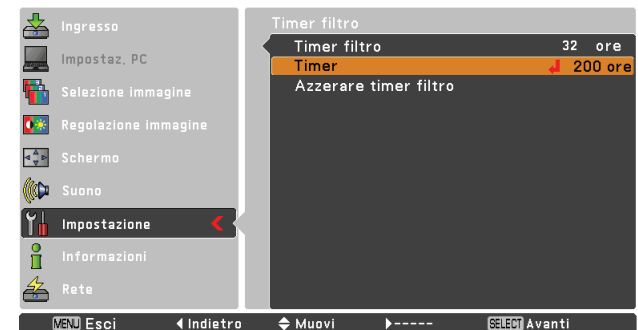 Ingresso
Impostaz. PC
Selezione immagine
Regolazione immagine
Schermo
Suono
Impostazione
Informazioni
Rete
Timer filtro
Timer filtro 32 ore
Timer 200 ore
Azzerare timer filtro
MENU Esci Indietro Muovi ----- SELECT Avanti